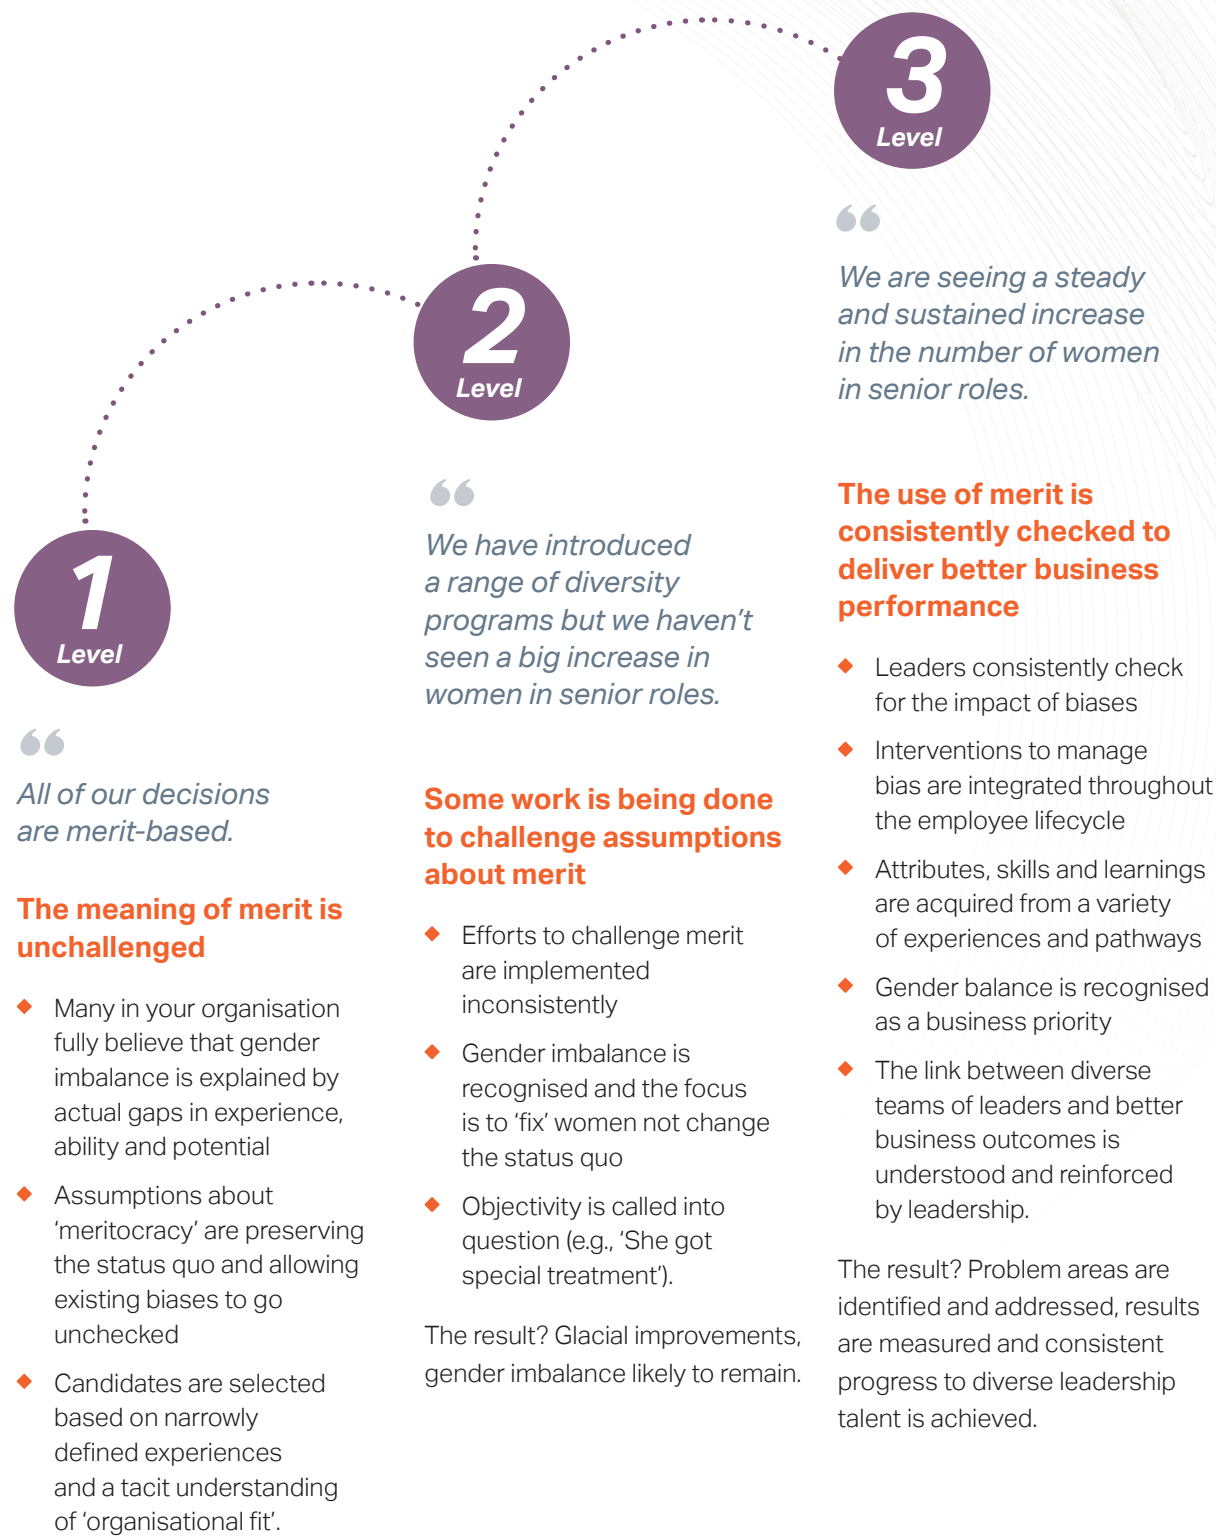 1
Level
“
All of our decisions
are merit-based.
The meaning of merit is
unchallenged
◆ Many in your organisation
fully believe that gender
imbalance is explained by
actual gaps in experience,
ability and potential
◆ Assumptions about
‘meritocracy’ are preserving
the status quo and allowing
existing biases to go
unchecked
◆ Candidates are selected
based on narrowly
defined experiences
and a tacit understanding
of ‘organisational fit’.
2
Level
“
We have introduced
a range of diversity
programs but we haven’t
seen a big increase in
women in senior roles.
Some work is being done
to challenge assumptions
about merit
◆ Efforts to challenge merit
are implemented
inconsistently
◆ Gender imbalance is
recognised and the focus
is to ‘fix’ women not change
the status quo
◆ Objectivity is called into
question (e.g., ‘She got
special treatment’).
The result? Glacial improvements,
gender imbalance likely to remain.
3
Level
“
We are seeing a steady
and sustained increase
in the number of women
in senior roles.
The use of merit is
consistently checked to
deliver better business
performance
◆ Leaders consistently check
for the impact of biases
◆ Interventions to manage
bias are integrated throughout
the employee lifecycle
◆ Attributes, skills and learnings
are acquired from a variety
of experiences and pathways
◆ Gender balance is recognised
as a business priority
◆ The link between diverse
teams of leaders and better
business outcomes is
understood and reinforced
by leadership.
The result? Problem areas are
identified and addressed, results
are measured and consistent
progress to diverse leadership
talent is achieved.